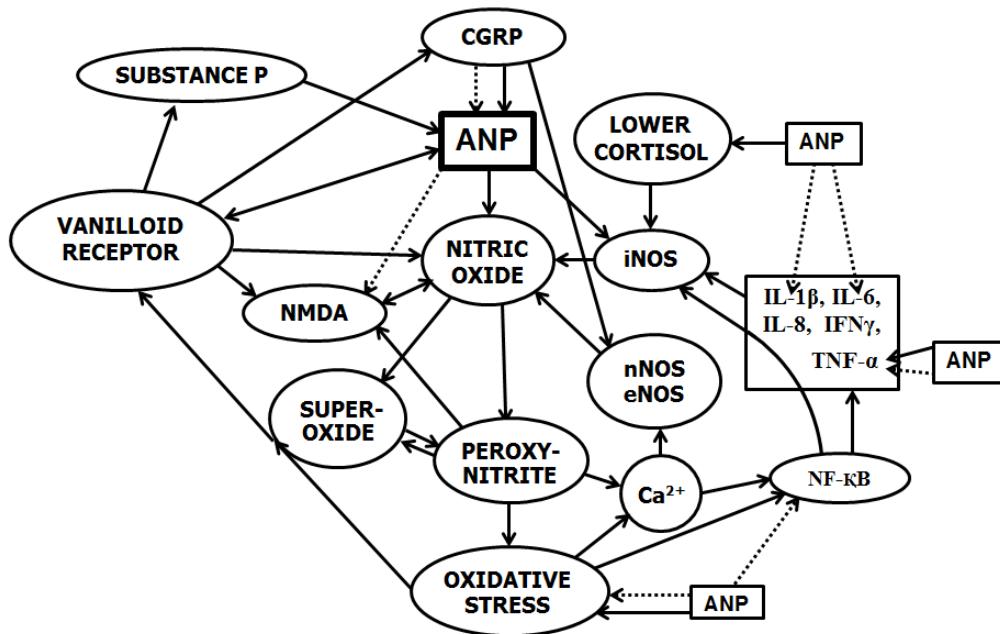 CGRP
SUBSTANCE P
ANP
LOWER
CORTISOL
ANP
VANILLOID
RECEPTOR
NITRIC
OXIDE
iNOS
NMDA
IL-1β, IL-6,
IL-8, IFNγ,
TNF-α
ANP
nNOS
eNOS
SUPER-
OXIDE
PEROXY-
NITRITE
Ca²⁺
NF-κB
OXIDATIVE
STRESS
ANP